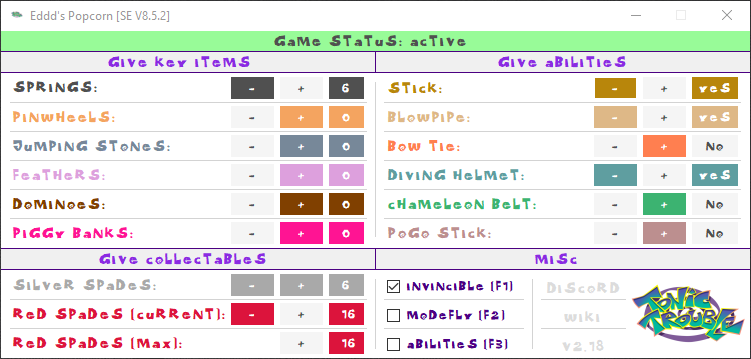 Eddd's Popcorn [SE V8.5.2]
Game Status: active
Give key items
Springs: - + 6
Pinwheels: - + 0
Jumping Stones: - + 0
Feathers: - + 0
Dominoes: - + 0
Piggy Banks: - + 0
Give abilities
Stick: - + yes
Blowpipe: - + yes
Bow Tie: - + No
Diving Helmet: - + yes
chameleon Belt: - + No
Pogo Stick: - + No
Give collectables
Silver Spades: - + 6
Red Spades (current): - + 16
Red Spades (Max): - + 16
Misc
invincible (F1)
ModeFly (F2)
abilities (F3)
Discord
wiki
v2.18
TONIC
TROUBLE